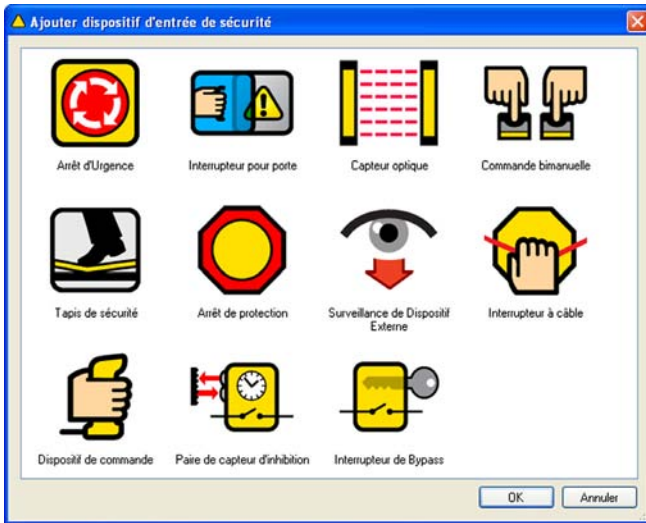 Ajouter dispositif d'entrée de sécurité
Arrêt d'Urgence
Interrupteur pour porte
Capteur optique
Commande bimanuelle
Tapis de sécurité
Arrêt de protection
Surveillance de Dispositif
Externe
Interrupteur à câble
Dispositif de commande
Paire de capteur d'inhibition
Interrupteur de Bypass
OK
Annuler